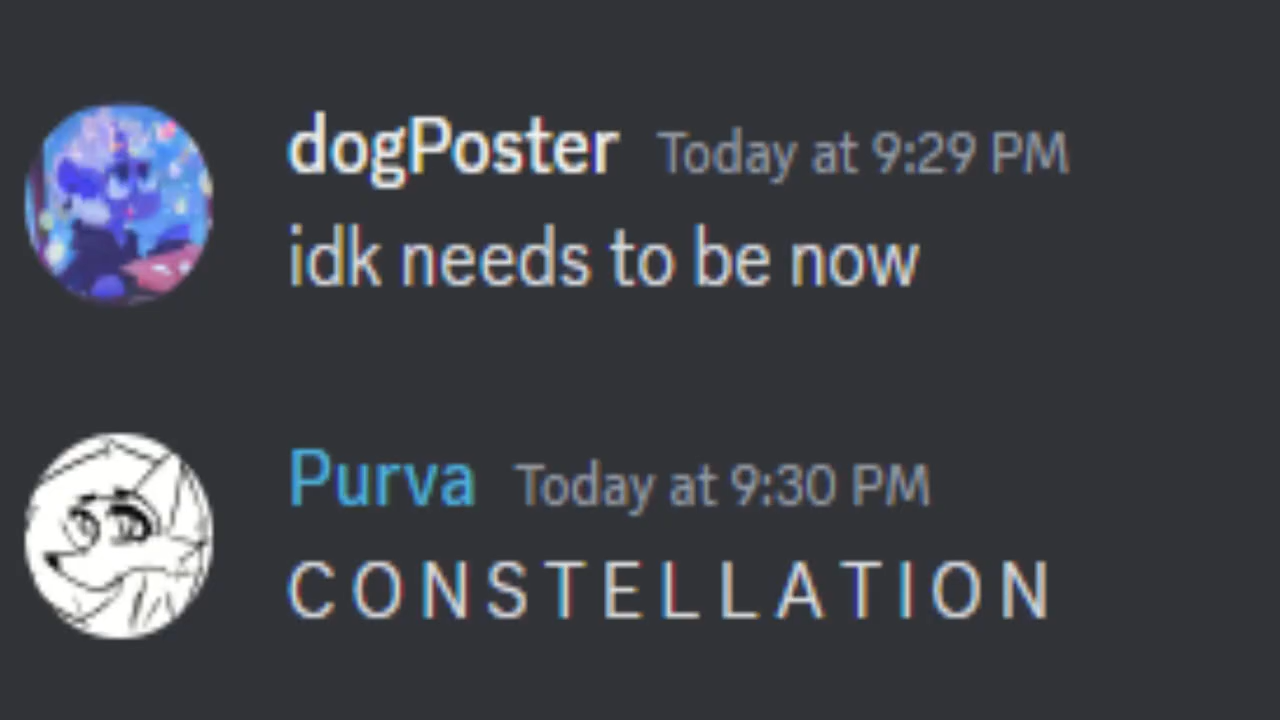 dogPoster Today at 9:29 PM
idk needs to be now
Purva Today at 9:30 PM
C O N S T E L L A T I O N